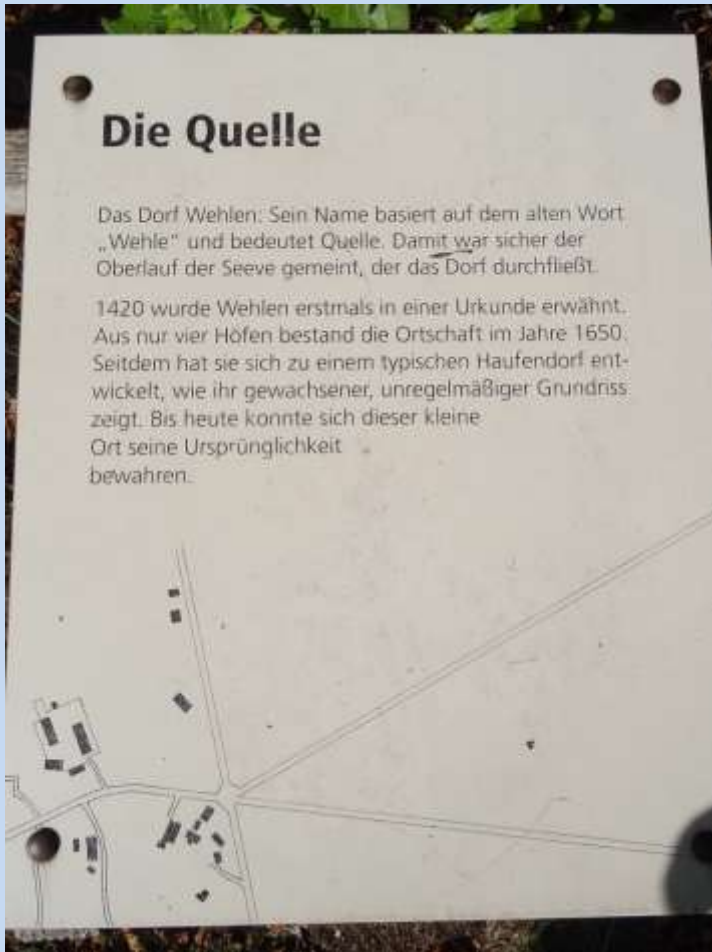 Die Quelle
Das Dorf Wehlen: Sein Name basiert auf dem alten Wort
„Wehle“ und bedeutet Quelle. Damit war sicher der
Oberlauf der Seeve gemeint, der das Dorf durchfließt.
1420 wurde Wehlen erstmals in einer Urkunde erwähnt.
Aus nur vier Höfen bestand die Ortschaft im Jahre 1650.
Seitdem hat sie sich zu einem typischen Haufendorf ent-
wickelt, wie ihr gewachsener, unregelmäßiger Grundriss
zeigt. Bis heute konnte sich dieser kleine
Ort seine Ursprünglichkeit
bewahren.